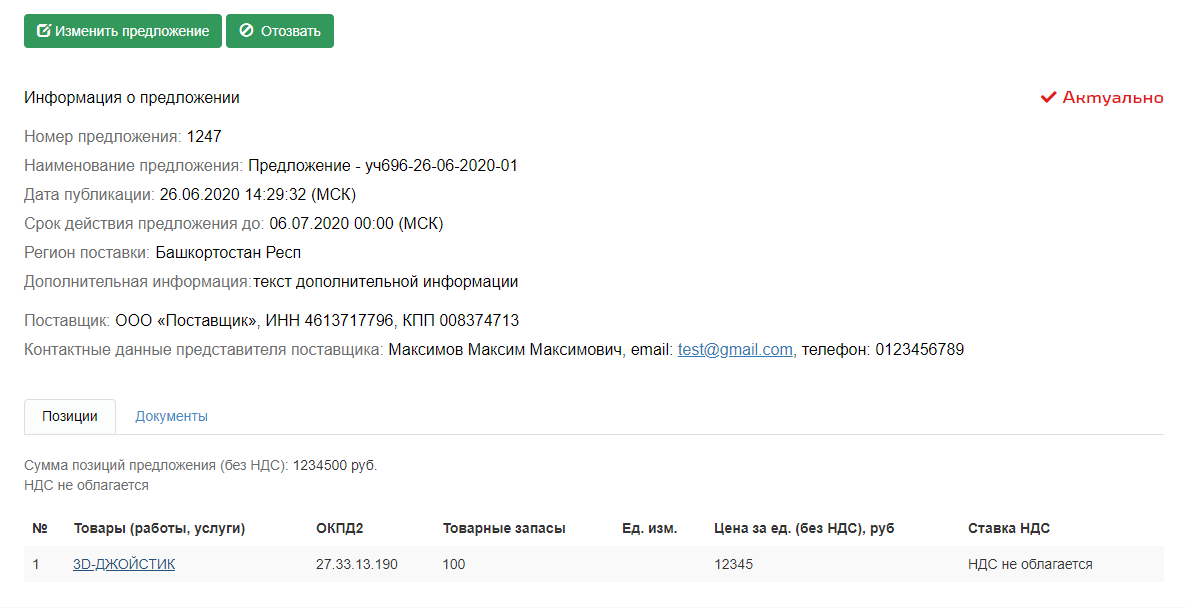 Изменить предложение Отозвать
Информация о предложении Актуально
Номер предложения: 1247
Наименование предложения: Предложение - уч696-26-06-2020-01
Дата публикации: 26.06.2020 14:29:32 (МСК)
Срок действия предложения до: 06.07.2020 00:00 (МСК)
Регион поставки: Башкортостан Респ
Дополнительная информация:текст дополнительной информации
Поставщик: ООО «Поставщик», ИНН 4613717796, КПП 008374713
Контактные данные представителя поставщика: Максимов Максим Максимович, email: test@gmail.com, телефон: 0123456789
Позиции Документы
Сумма позиций предложения (без НДС): 1234500 руб.
НДС не облагается
№ Товары (работы, услуги) ОКПД2 Товарные запасы Ед. изм. Цена за ед. (без НДС), руб Ставка НДС
1 3D-ДЖОЙСТИК 27.33.13.190 100 12345 НДС не облагается